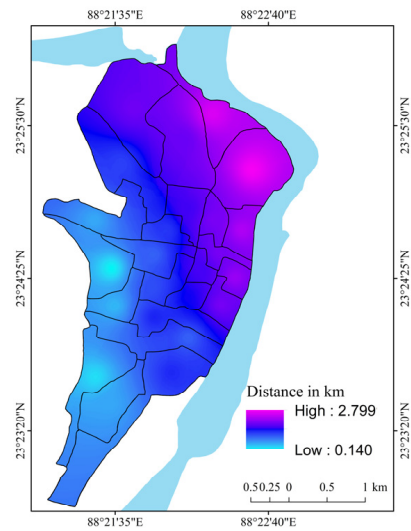 88°21'35"E 88°22'40"E
23°25'30"N 23°25'30"N
23°24'25"N 23°24'25"N
23°23'20"N 23°23'20"N
Distance in km
High : 2.799
Low : 0.140
0.50.25 0 0.5 1 km
88°21'35"E 88°22'40"E